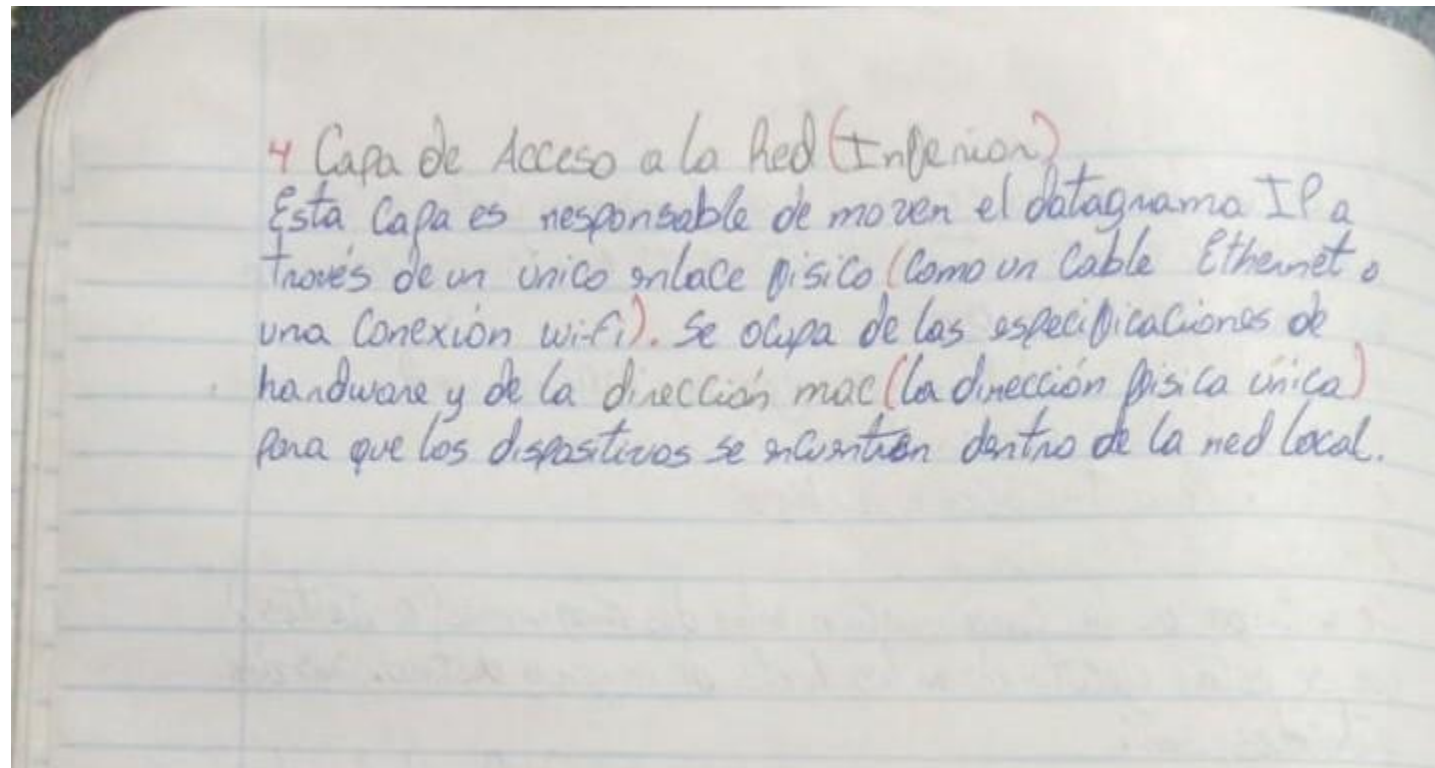 4 Capa de Acceso a la Red (Inferior)
Esta Capa es responsable de mover el datagrama IP a
través de un único enlace físico (Como un Cable Ethernet o
una Conexión wi-fi). Se ocupa de las especificaciones de
hardware y de la dirección mac (la dirección física única)
para que los dispositivos se encuentren dentro de la red local.